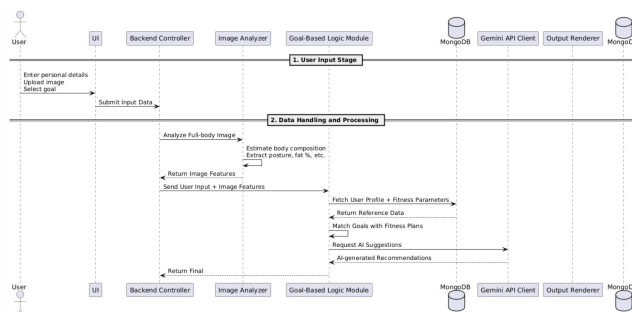 User
UI
Backend Controller
Image Analyzer
Goal-Based Logic Module
MongoDB
Gemini API Client
Output Renderer
MongoD
1. User Input Stage
Enter personal details
Upload image
Select goal
Submit Input Data
2. Data Handling and Processing
Analyze Full-body Image
Estimate body composition
Extract posture, fat %, etc.
Return Image Features
Send User Input + Image Features
Fetch User Profile + Fitness Parameters
Return Reference Data
Match Goals with Fitness Plans
Request AI Suggestions
AI-generated Recommendations
Return Final
User
UI
Backend Controller
Image Analyzer
Goal-Based Logic Module
MongoDB
Gemini API Client
Output Renderer
MongoD